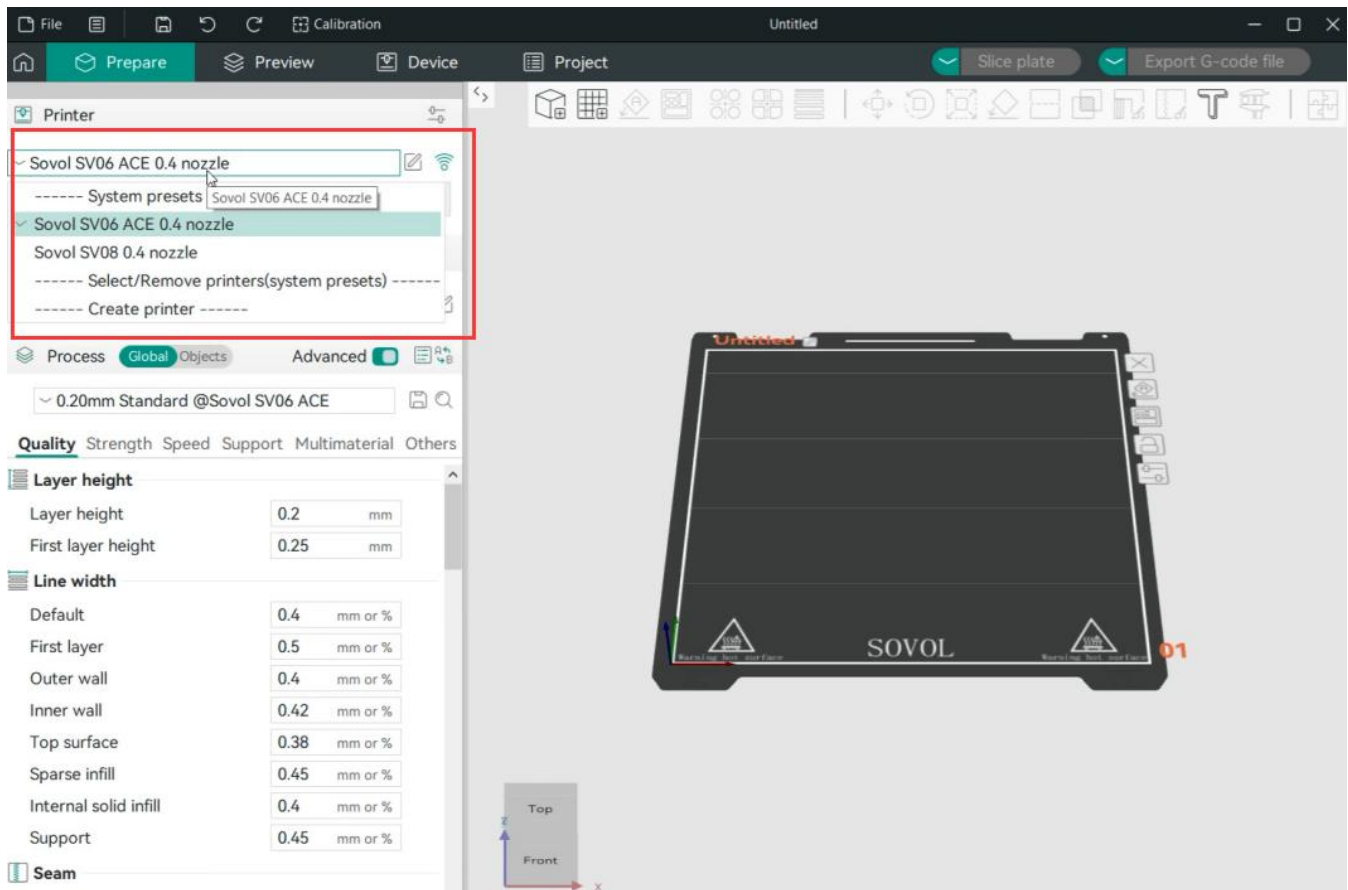 File Calibration Untitled
Prepare Preview Device Project Slice plate Export G-code file
Printer
Sovol SV06 ACE 0.4 nozzle
------ System presets
Sovol SV06 ACE 0.4 nozzle
Sovol SV06 ACE 0.4 nozzle
Sovol SV08 0.4 nozzle
------ Select/Remove printers(system presets) ------
------ Create printer ------
Process Global Objects Advanced
0.20mm Standard @Sovol SV06 ACE
Quality Strength Speed Support Multimaterial Others
Layer height
Layer height 0.2 mm
First layer height 0.25 mm
Line width
Default 0.4 mm or %
First layer 0.5 mm or %
Outer wall 0.4 mm or %
Inner wall 0.42 mm or %
Top surface 0.38 mm or %
Sparse infill 0.45 mm or %
Internal solid infill 0.4 mm or %
Support 0.45 mm or %
Seam
Untitled
SOVOL
Warning hot surface
Warning hot surface
01
Top
Front
z
x